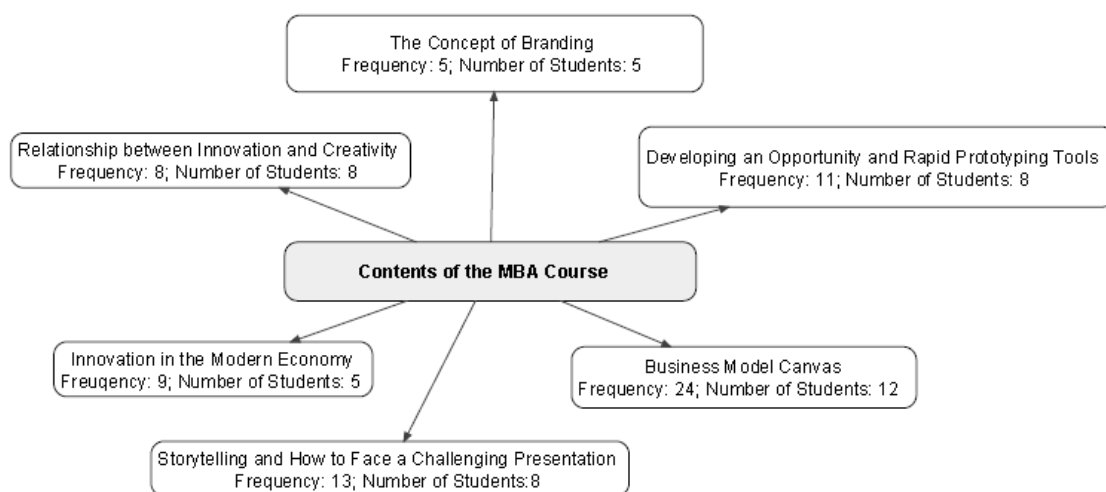 The Concept of Branding
Frequency: 5; Number of Students: 5
Relationship between Innovation and Creativity
Frequency: 8; Number of Students: 8
Developing an Opportunity and Rapid Prototyping Tools
Frequency: 11; Number of Students: 8
Contents of the MBA Course
Innovation in the Modern Economy
Freuqency: 9; Number of Students: 5
Business Model Canvas
Frequency: 24; Number of Students: 12
Storytelling and How to Face a Challenging Presentation
Frequency: 13; Number of Students:8